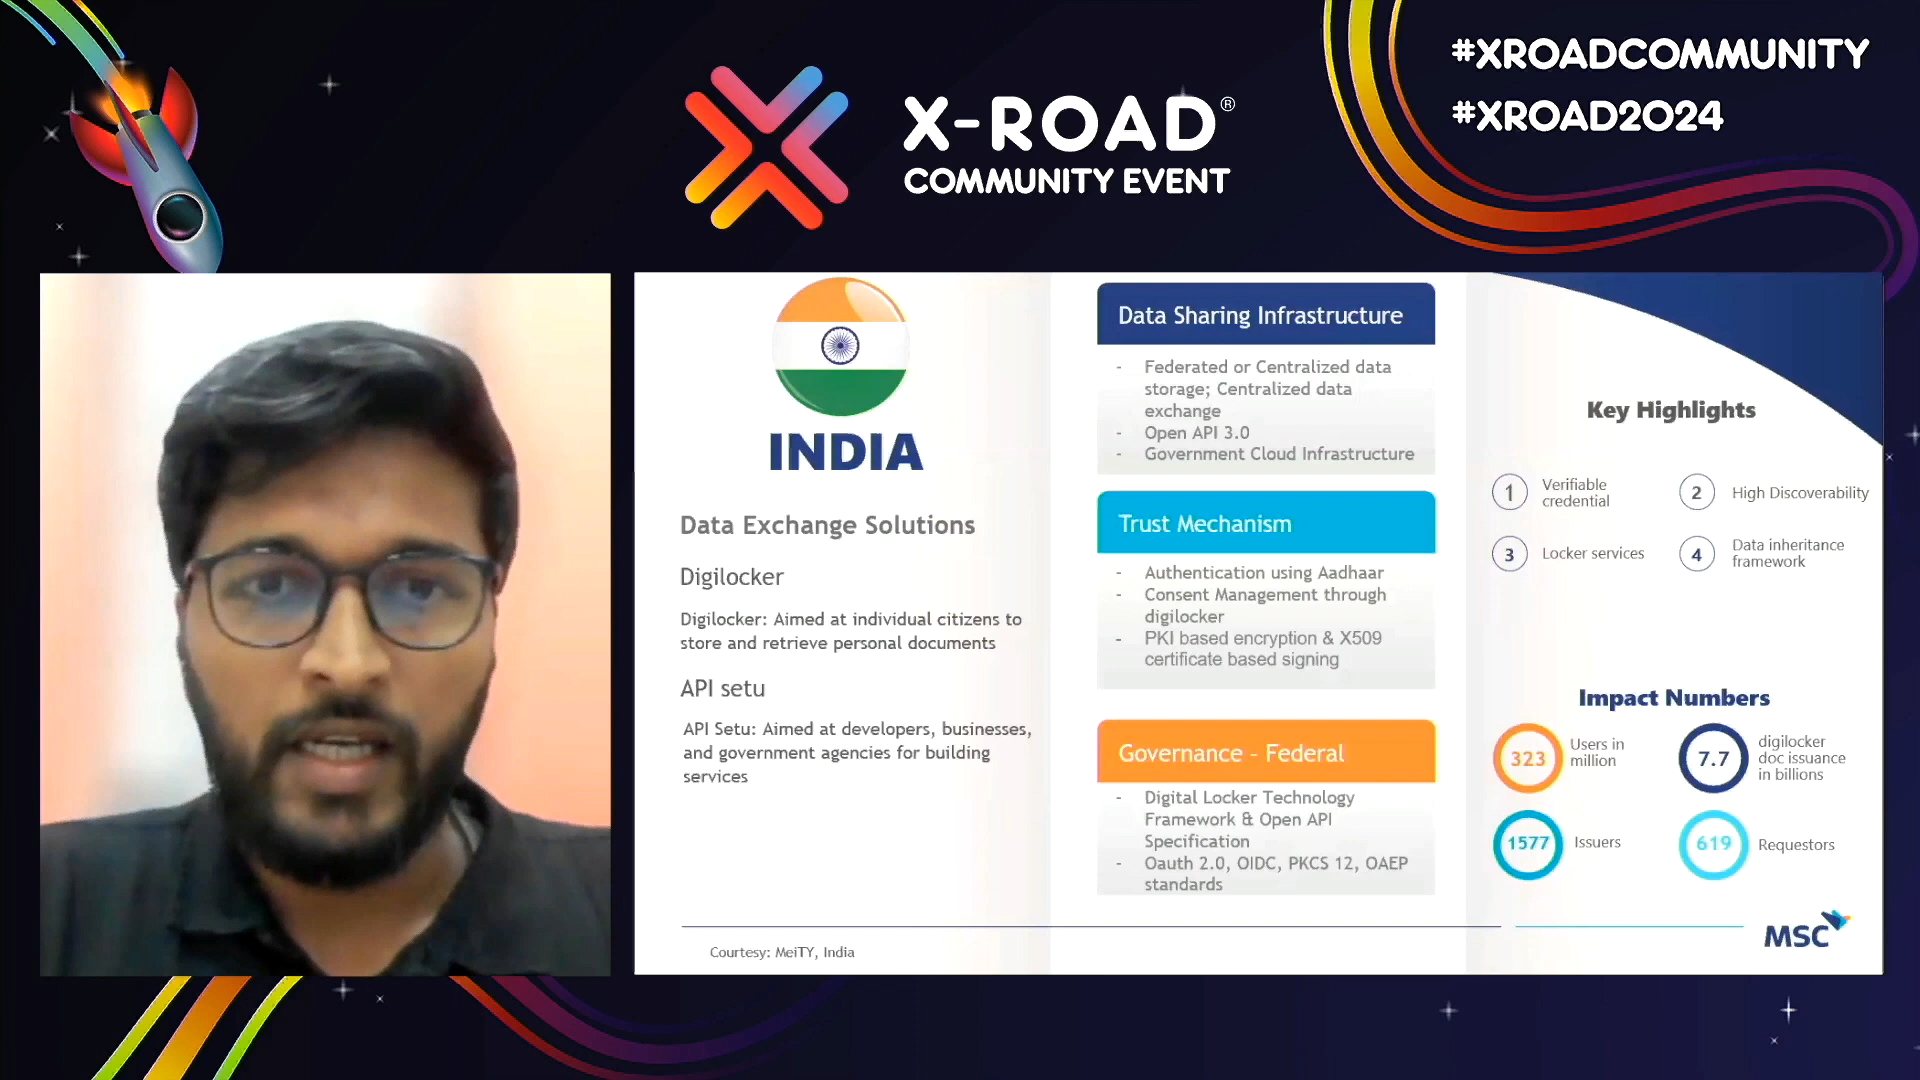 #XROADCOMMUNITY
#XROAD2024
X-ROAD®
COMMUNITY EVENT
INDIA
Data Exchange Solutions
Digilocker
Digilocker: Aimed at individual citizens to
store and retrieve personal documents
API setu
API Setu: Aimed at developers, businesses,
and government agencies for building
services
Data Sharing Infrastructure
- Federated or Centralized data
storage; Centralized data
exchange
- Open API 3.0
- Government Cloud Infrastructure
Trust Mechanism
- Authentication using Aadhaar
- Consent Management through
digilocker
- PKI based encryption & X509
certificate based signing
Governance - Federal
- Digital Locker Technology
Framework & Open API
Specification
- Oauth 2.0, OIDC, PKCS 12, OAEP
standards
Key Highlights
1 Verifiable
credential
2 High Discoverability
3 Locker services
4 Data inheritance
framework
Impact Numbers
323 Users in
million
7.7 digilocker
doc issuance
in billions
1577 Issuers
619 Requestors
Courtesy: MeiTY, India
MSC